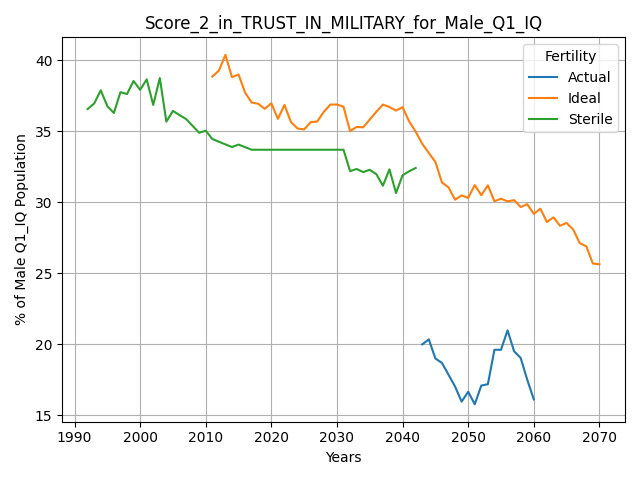 Score_2_in_TRUST_IN_MILITARY_for_Male_Q1_IQ
Fertility
Actual
Ideal
Sterile
% of Male Q1_IQ Population
40
35
30
25
20
15
1990 2000 2010 2020 2030 2040 2050 2060 2070
Years